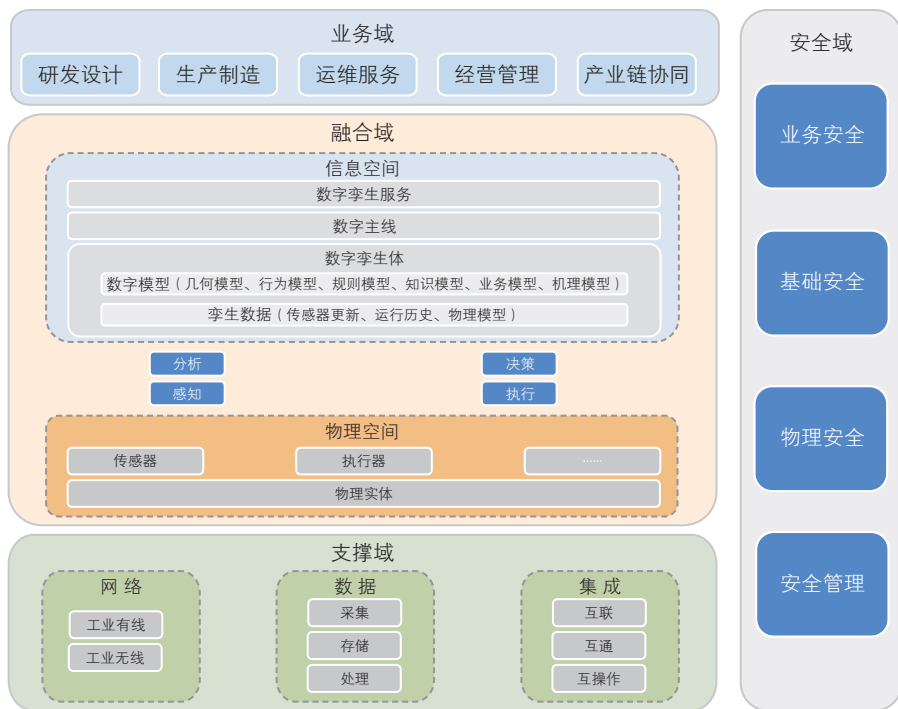 业务域
研发设计
生产制造
运维服务
经营管理
产业链协同
融合域
信息空间
数字孪生服务
数字主线
数字孪生体
数字模型（几何模型、行为模型、规则模型、知识模型、业务模型、机理模型）
孪生数据（传感器更新、运行历史、物理模型）
分析
决策
感知
执行
物理空间
传感器
执行器
……
物理实体
支撑域
网 络
工业有线
工业无线
数 据
采集
存储
处理
集 成
互联
互通
互操作
安全域
业务安全
基础安全
物理安全
安全管理